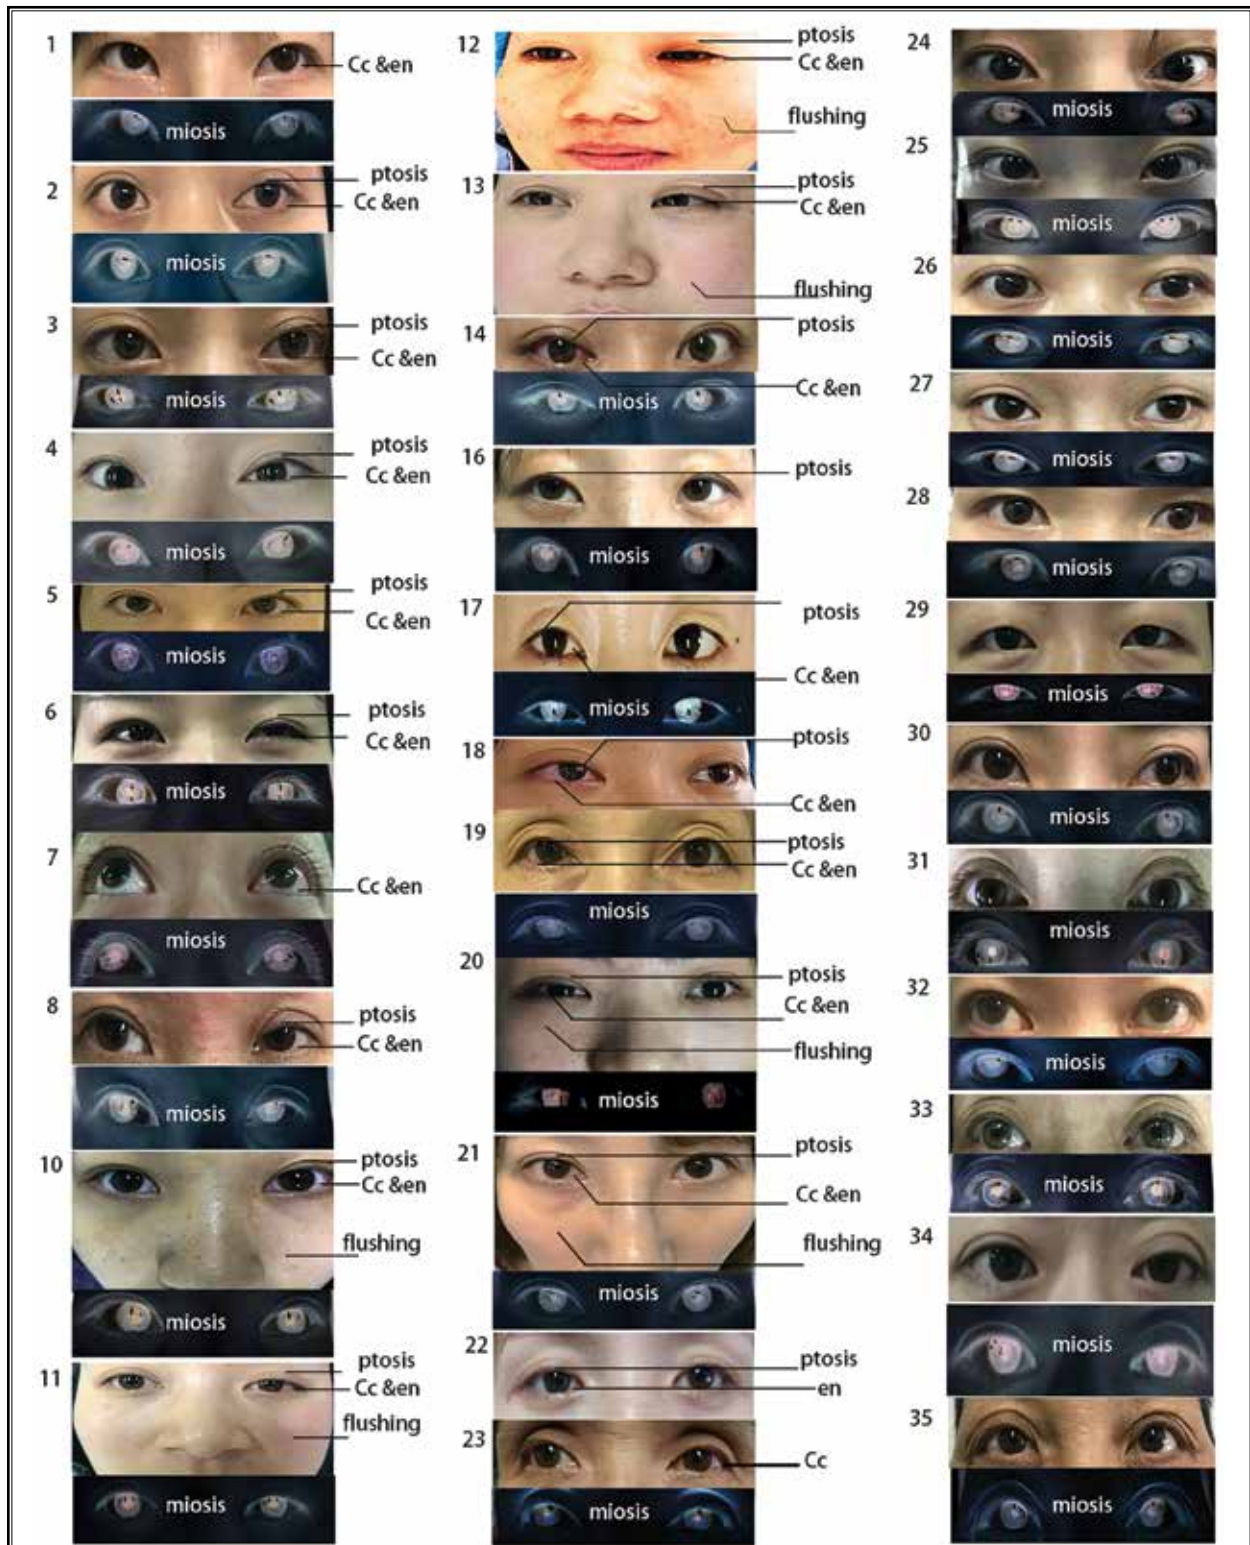 1
Cc &en
miosis
2
ptosis
Cc &en
miosis
3
ptosis
Cc &en
miosis
4
ptosis
Cc &en
miosis
5
ptosis
Cc &en
miosis
6
ptosis
Cc &en
miosis
7
Cc &en
miosis
8
ptosis
Cc &en
miosis
10
ptosis
Cc &en
flushing
miosis
11
ptosis
Cc &en
flushing
miosis
12
ptosis
Cc &en
flushing
13
ptosis
Cc &en
flushing
14
ptosis
Cc &en
miosis
16
ptosis
miosis
17
ptosis
Cc &en
miosis
18
ptosis
Cc &en
19
ptosis
Cc &en
miosis
20
ptosis
Cc &en
flushing
miosis
21
ptosis
Cc &en
flushing
miosis
22
ptosis
en
23
Cc
24
miosis
25
miosis
26
miosis
27
miosis
28
miosis
29
miosis
30
miosis
31
miosis
32
miosis
33
miosis
34
miosis
35
miosis